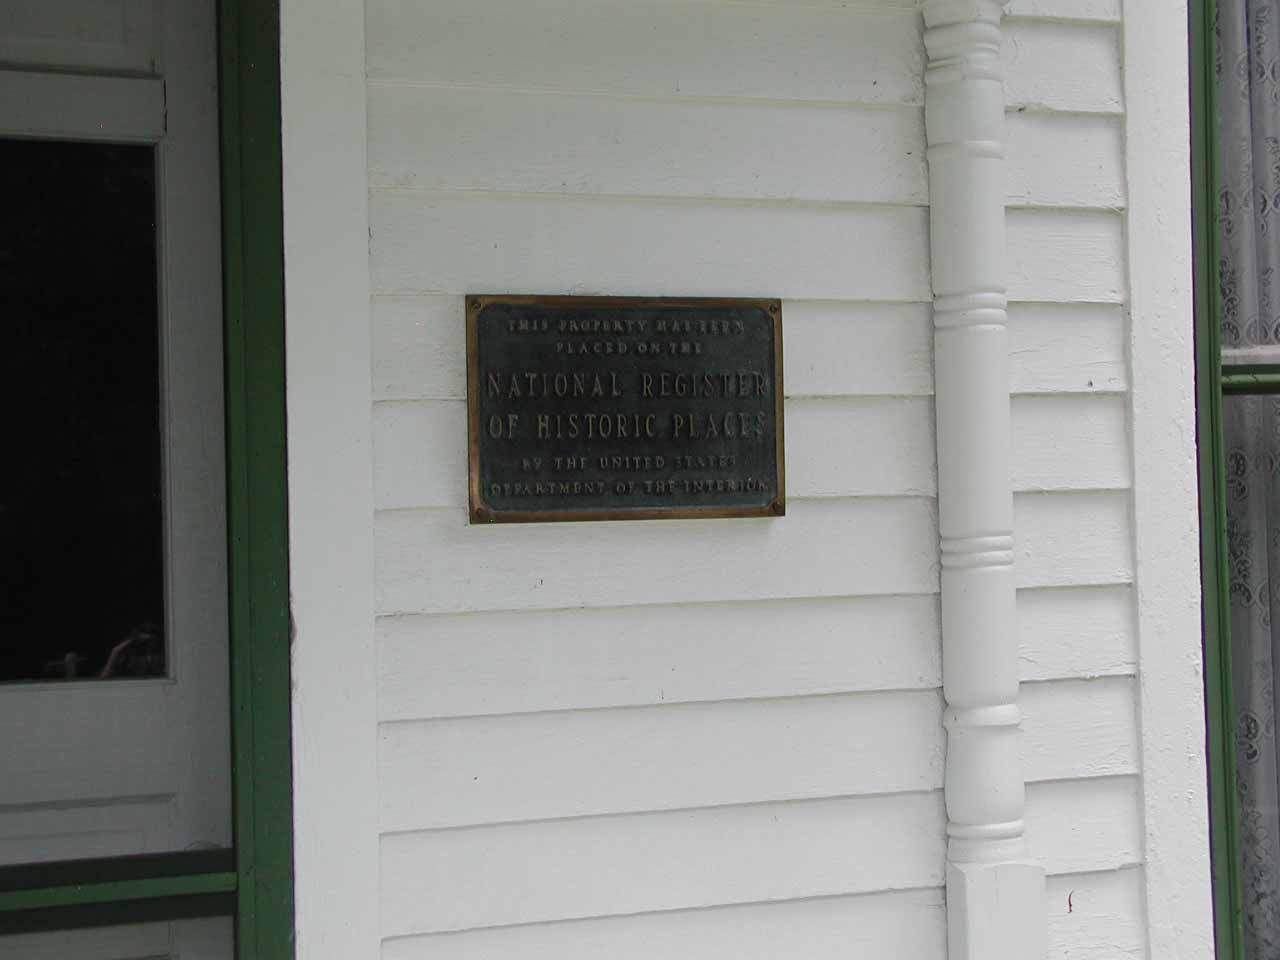 THIS PROPERTY HAS BEEN
PLACED ON THE
NATIONAL REGISTER
OF HISTORIC PLACES
BY THE UNITED STATES
DEPARTMENT OF THE INTERIOR